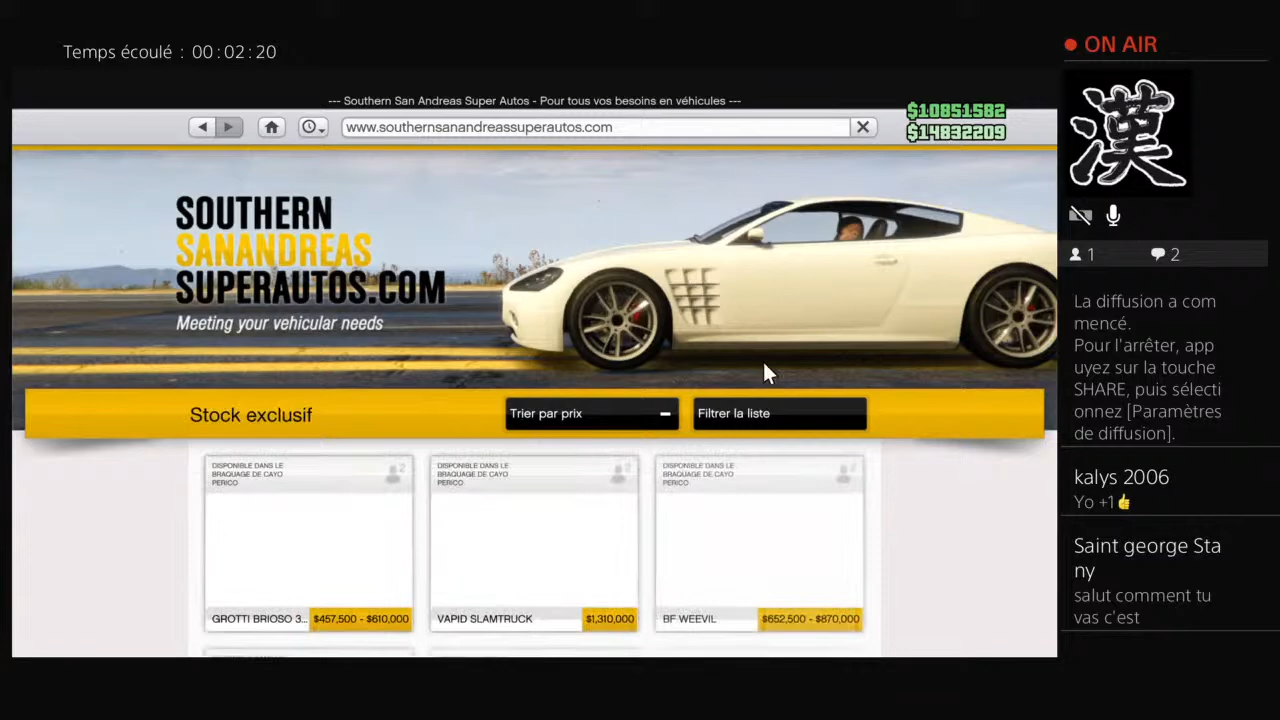 Temps écoulé : 00:02:20
ON AIR
--- Southern San Andreas Super Autos - Pour tous vos besoins en véhicules ---
www.southernsanandreassuperautos.com
$10851582
$14832209
漢
SOUTHERN
SANANDREAS
SUPERAUTOS.COM
Meeting your vehicular needs
1
2
La diffusion a com
mencé.
Pour l'arrêter, app
uyez sur la touche
SHARE, puis sélecti
onnez [Paramètres
de diffusion].
Stock exclusif
Trier par prix
Filtrer la liste
DISPONIBLE DANS LE
BRAQUAGE DE CAYO
PERICO
2
DISPONIBLE DANS LE
BRAQUAGE DE CAYO
PERICO
DISPONIBLE DANS LE
BRAQUAGE DE CAYO
PERICO
GROTTI BRIOSO 3... $457,500 - $610,000
VAPID SLAMTRUCK $1,310,000
BF WEEVIL $652,500 - $870,000
kalys 2006
Yo +1👍
Saint george Sta
ny
salut comment tu
vas c'est